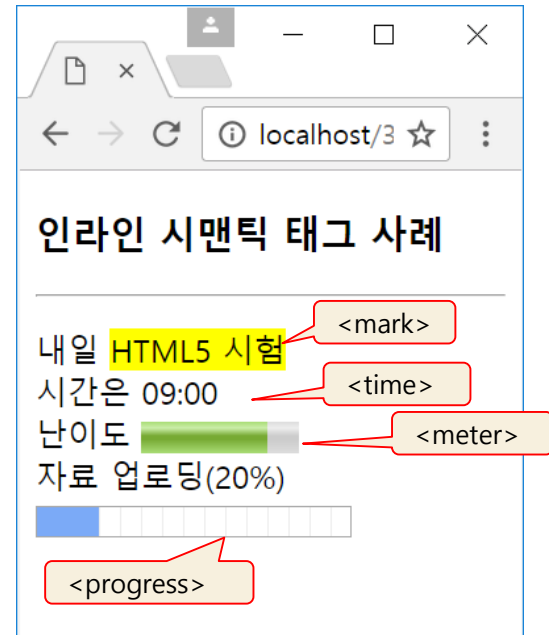 localhost/3
인라인 시맨틱 태그 사례
내일 HTML5 시험
<mark>
시간은 09:00
<time>
난이도
<meter>
자료 업로딩(20%)
<progress>